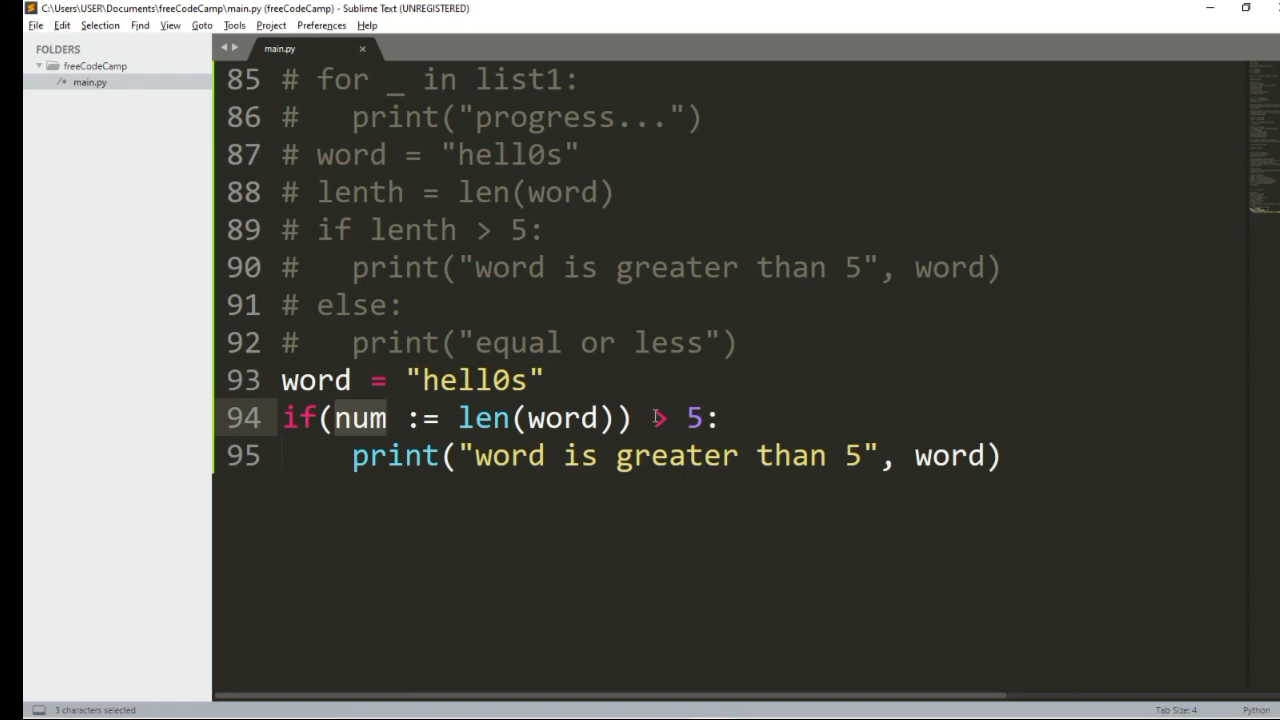 C:\Users\USER\Documents\freeCodeCamp\main.py (freeCodeCamp) - Sublime Text (UNREGISTERED)
File Edit Selection Find View Goto Tools Project Preferences Help
FOLDERS
freeCodeCamp
/* main.py
main.py ×
85 # for _ in list1:
86 #   print("progress...")
87 # word = "hell0s"
88 # lenth = len(word)
89 # if lenth > 5:
90 #   print("word is greater than 5", word)
91 # else:
92 #   print("equal or less")
93 word = "hell0s"
94 if(num := len(word)) > 5:
95     print("word is greater than 5", word)
3 characters selected
Tab Size: 4
Python